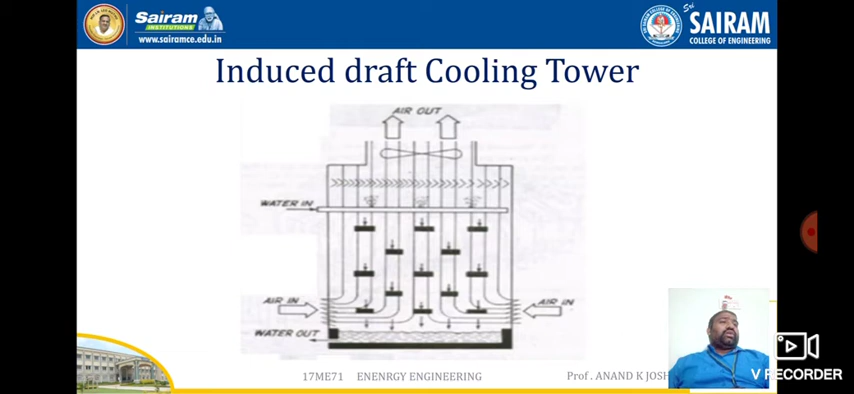 Sairam
INSTITUTIONS
www.sairamce.edu.in
Sri
SAIRAM
COLLEGE OF ENGINEERING
Induced draft Cooling Tower
AIR OUT
WATER IN
AIR IN
AIR IN
WATER OUT
17ME71 ENENRGY ENGINEERING
Prof. ANAND K JOSH
V RECORDER